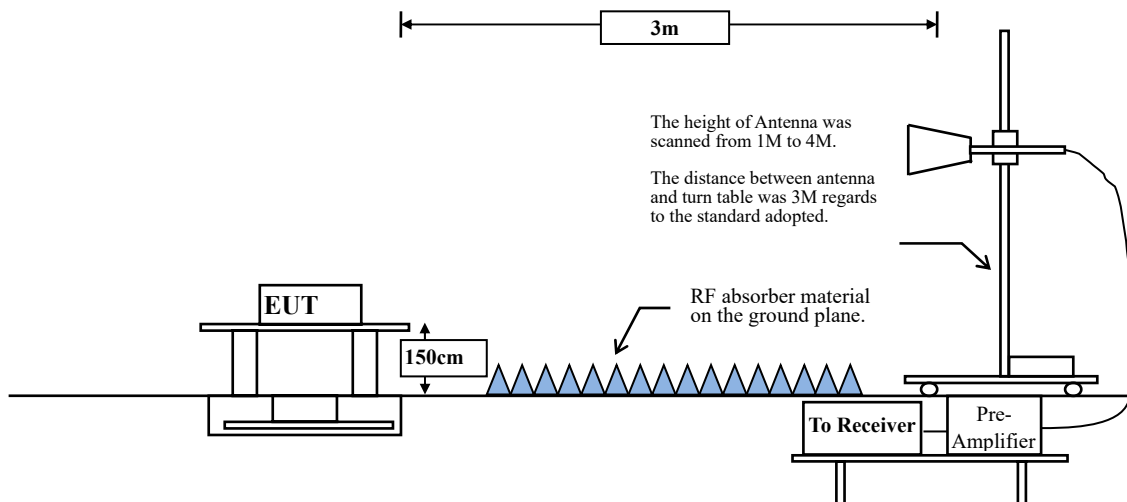 3m
The height of Antenna was
scanned from 1M to 4M.
The distance between antenna
and turn table was 3M regards
to the standard adopted.
EUT
RF absorber material
on the ground plane.
150cm
To Receiver
Pre-
Amplifier